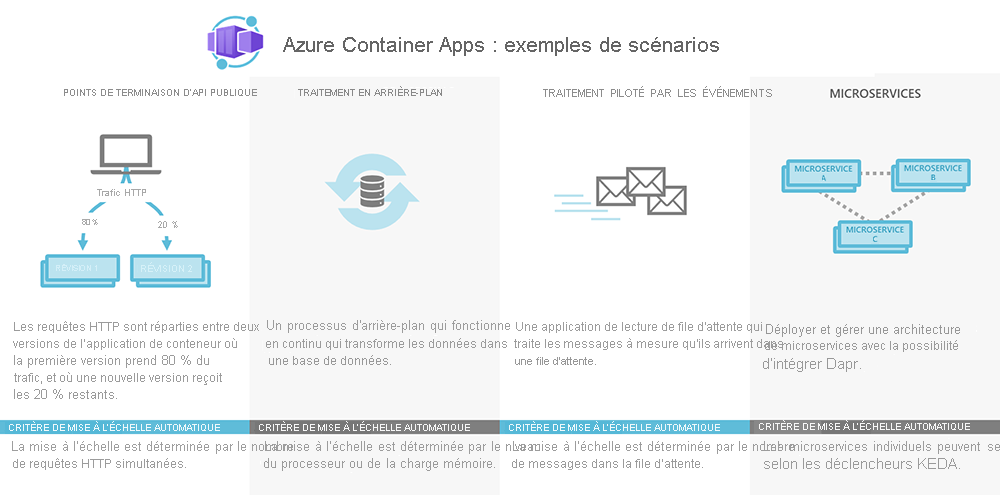 Azure Container Apps : exemples de scénarios
POINTS DE TERMINAISON D'API PUBLIQUE
Trafic HTTP
80 %
20 %
RÉVISION 1
RÉVISION 2
Les requêtes HTTP sont réparties entre deux
versions de l'application de conteneur où
la première version prend 80 % du
trafic, et où une nouvelle version reçoit
les 20 % restants.
CRITÈRE DE MISE À L'ÉCHELLE AUTOMATIQUE
La mise à l'échelle est déterminée par le nombre
de requêtes HTTP simultanées.
TRAITEMENT EN ARRIÈRE-PLAN
Un processus d'arrière-plan qui fonctionne
en continu qui transforme les données dans
une base de données.
CRITÈRE DE MISE À L'ÉCHELLE AUTOMATIQUE
La mise à l'échelle est déterminée par le
du processeur ou de la charge mémoire.
TRAITEMENT PILOTÉ PAR LES ÉVÉNEMENTS
Une application de lecture de file d'attente qui
traite les messages à mesure qu'ils arrivent dans
une file d'attente.
CRITÈRE DE MISE À L'ÉCHELLE AUTOMATIQUE
La mise à l'échelle est déterminée par le nombre
de messages dans la file d'attente.
MICROSERVICES
MICROSERVICE
A
MICROSERVICE
B
MICROSERVICE
C
Déployer et gérer une architecture
de microservices avec la possibilité
d'intégrer Dapr.
CRITÈRE DE MISE À L'ÉCHELLE AUTOMATIQUE
microservices individuels peuvent se
selon les déclencheurs KEDA.